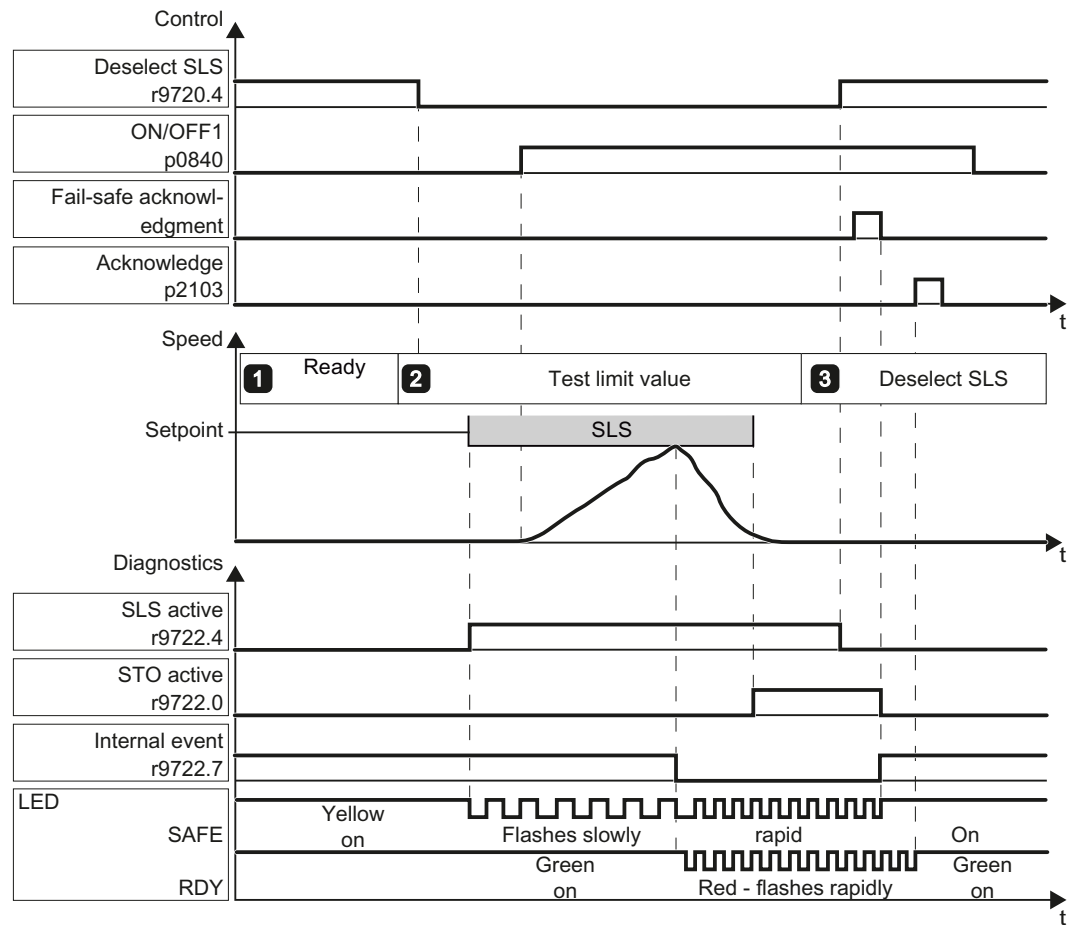 Control
Deselect SLS
r9720.4
ON/OFF1
p0840
Fail-safe acknowl-
edgment
Acknowledge
p2103
t
Speed
1 Ready 2 Test limit value 3 Deselect SLS
Setpoint
SLS
t
Diagnostics
SLS active
r9722.4
STO active
r9722.0
Internal event
r9722.7
LED
SAFE
Yellow
on
Flashes slowly
rapid
On
RDY
Green
on
Red - flashes rapidly
Green
on
t